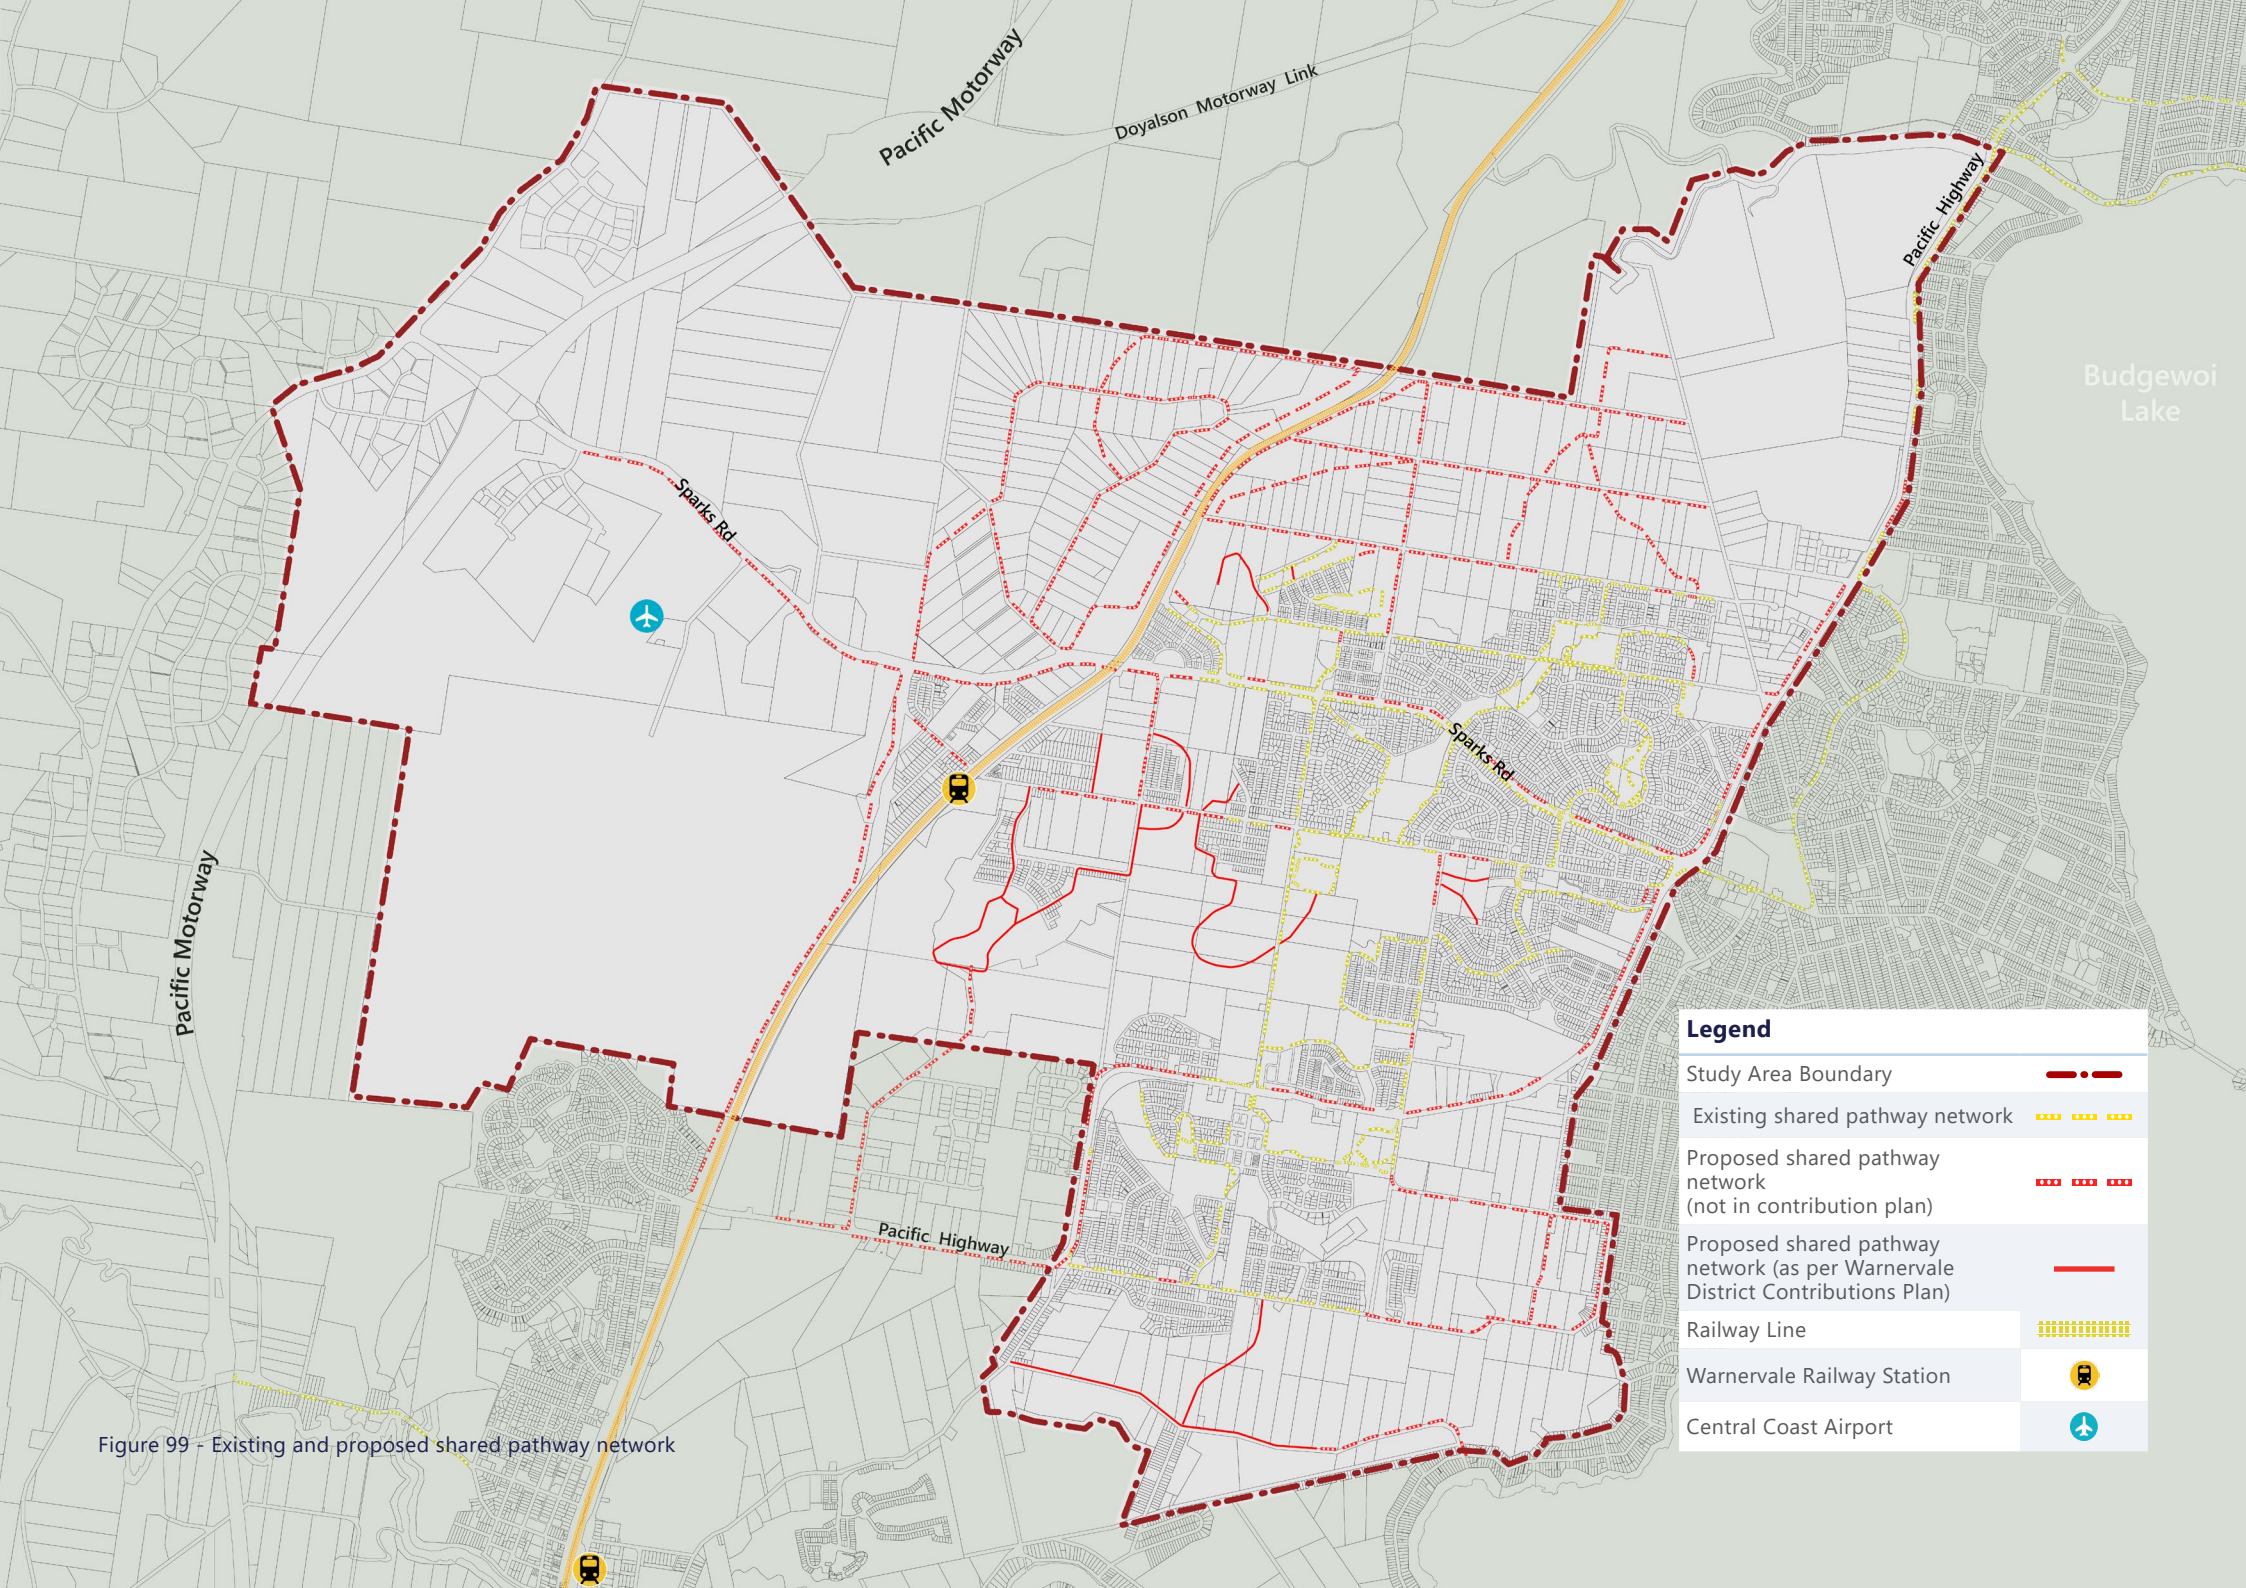 Pacific Motorway
Doyalson Motorway Link
Pacific Highway
Budgewoi
Lake
Sparks Rd
Sparks Rd
Pacific Motorway
Pacific Highway
Legend
Study Area Boundary
Existing shared pathway network
Proposed shared pathway
network
(not in contribution plan)
Proposed shared pathway
network (as per Warnervale
District Contributions Plan)
Railway Line
Warnervale Railway Station
Central Coast Airport
Figure 99 - Existing and proposed shared pathway network